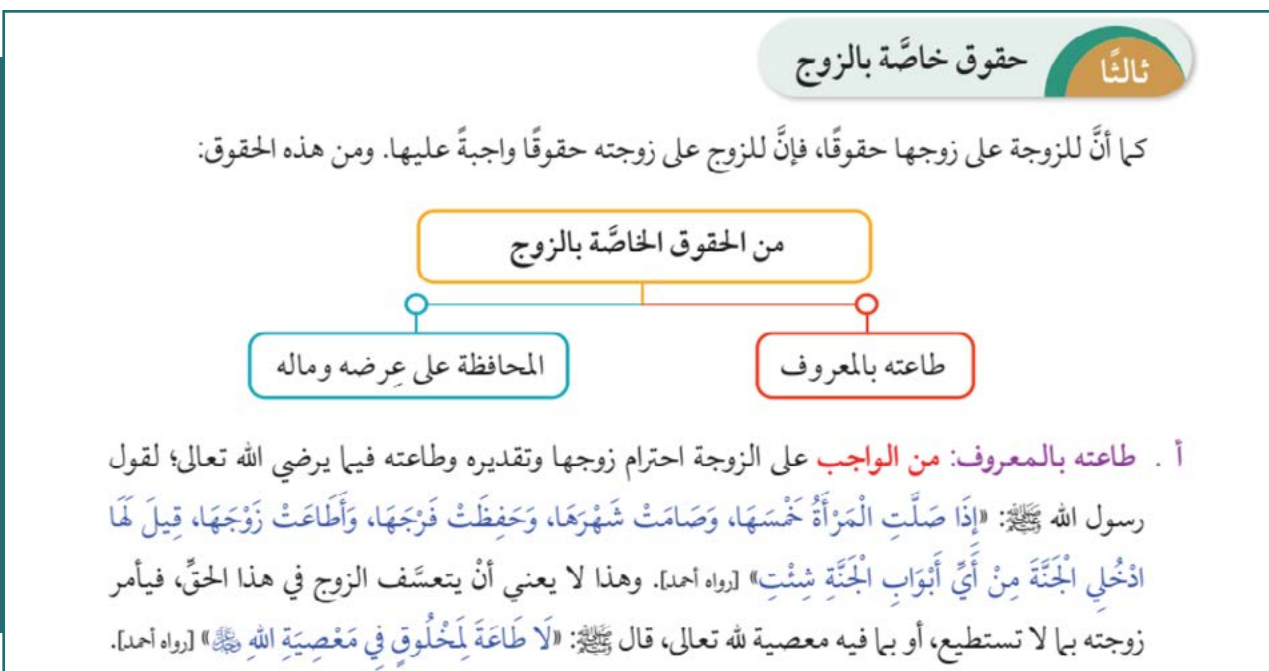 ثالثًا
حقوق خاصَّة بالزوج
كما أنَّ للزوجة على زوجها حقوقًا، فإنَّ للزوج على زوجته حقوقًا واجبةً عليها. ومن هذه الحقوق:
من الحقوق الخاصَّة بالزوج
طاعته بالمعروف
المحافظة على عِرضه وماله
أ . طاعته بالمعروف: من الواجب على الزوجة احترام زوجها وتقديره وطاعته فيما يرضي الله تعالى؛ لقول
رسول الله ﷺ: «إِذَا صَلَّتِ الْمَرْأَةُ خَمْسَهَا، وَصَامَتْ شَهْرَهَا، وَحَفِظَتْ فَرْجَهَا، وَأَطَاعَتْ زَوْجَهَا، قِيلَ لَهَا
ادْخُلِي الْجَنَّةَ مِنْ أَيِّ أَبْوَابِ الْجَنَّةِ شِئْتِ» [رواه أحمد]. وهذا لا يعني أنْ يتعسَّف الزوج في هذا الحقِّ، فيأمر
زوجته بما لا تستطيع، أو بما فيه معصية لله تعالى، قال ﷺ: «لَا طَاعَةَ لِمَخْلُوقٍ فِي مَعْصِيَةِ اللهِ ﷻ» [رواه أحمد].